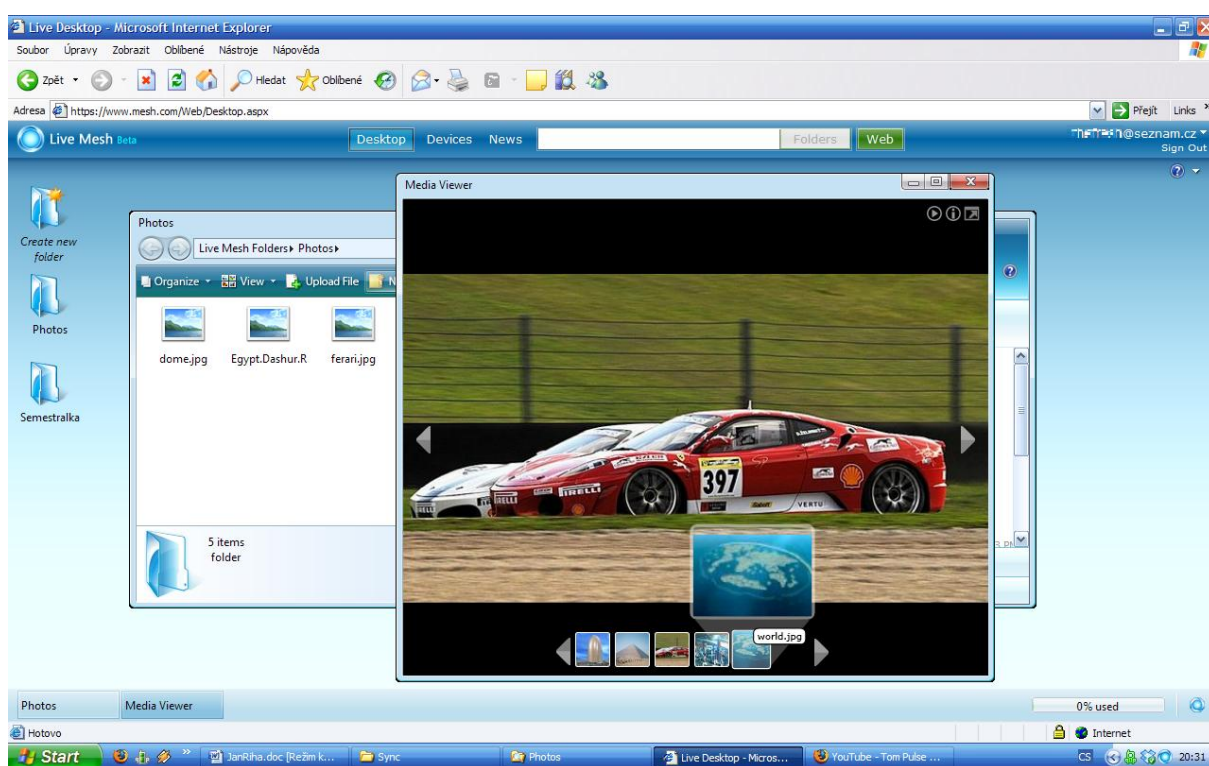 Live Desktop - Microsoft Internet Explorer
Soubor Úpravy Zobrazit Oblíbené Nástroje Nápověda
Zpět Hledat Oblíbené
Adresa https://www.mesh.com/Web/Desktop.aspx Přejít Links
Live Mesh Beta Desktop Devices News Folders Web @seznam.cz
Sign Out
Create new
folder
Photos
Semestralka
Photos
Live Mesh Folders Photos
Organize View Upload File N
dome.jpg Egypt.Dashur.R ferari.jpg
5 items
folder
Media Viewer
397
PIRELLI
VERTU
world.jpg
Photos Media Viewer 0% used
Hotovo Internet
Start JanRiha.doc [Režim k... Sync Photos Live Desktop - Micros... YouTube - Tom Pulse ... CS 20:31